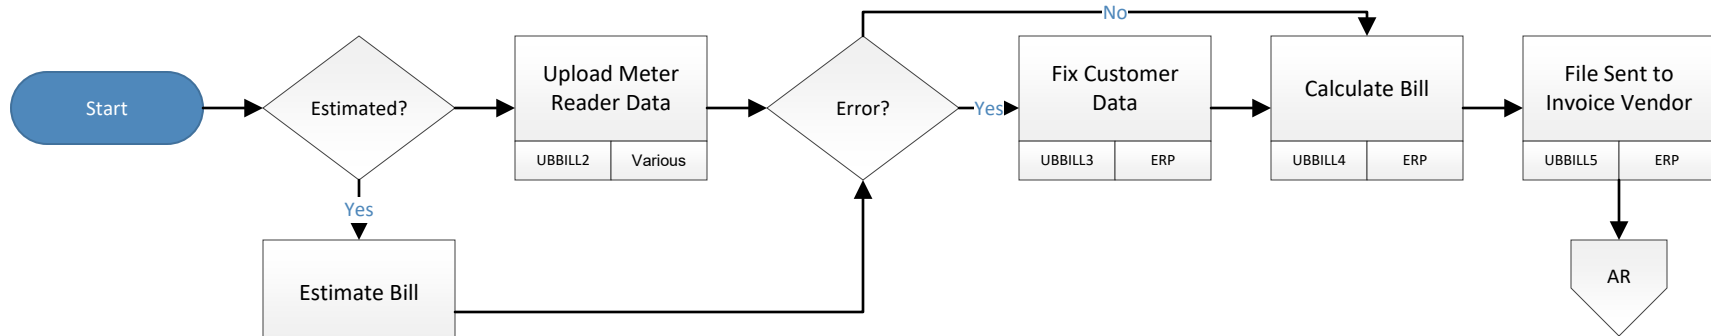 No
Start
Estimated?
Upload Meter
Reader Data
UBBILL2
Various
Error?
Yes
Fix Customer
Data
UBBILL3
ERP
Calculate Bill
UBBILL4
ERP
File Sent to
Invoice Vendor
UBBILL5
ERP
Yes
Estimate Bill
AR